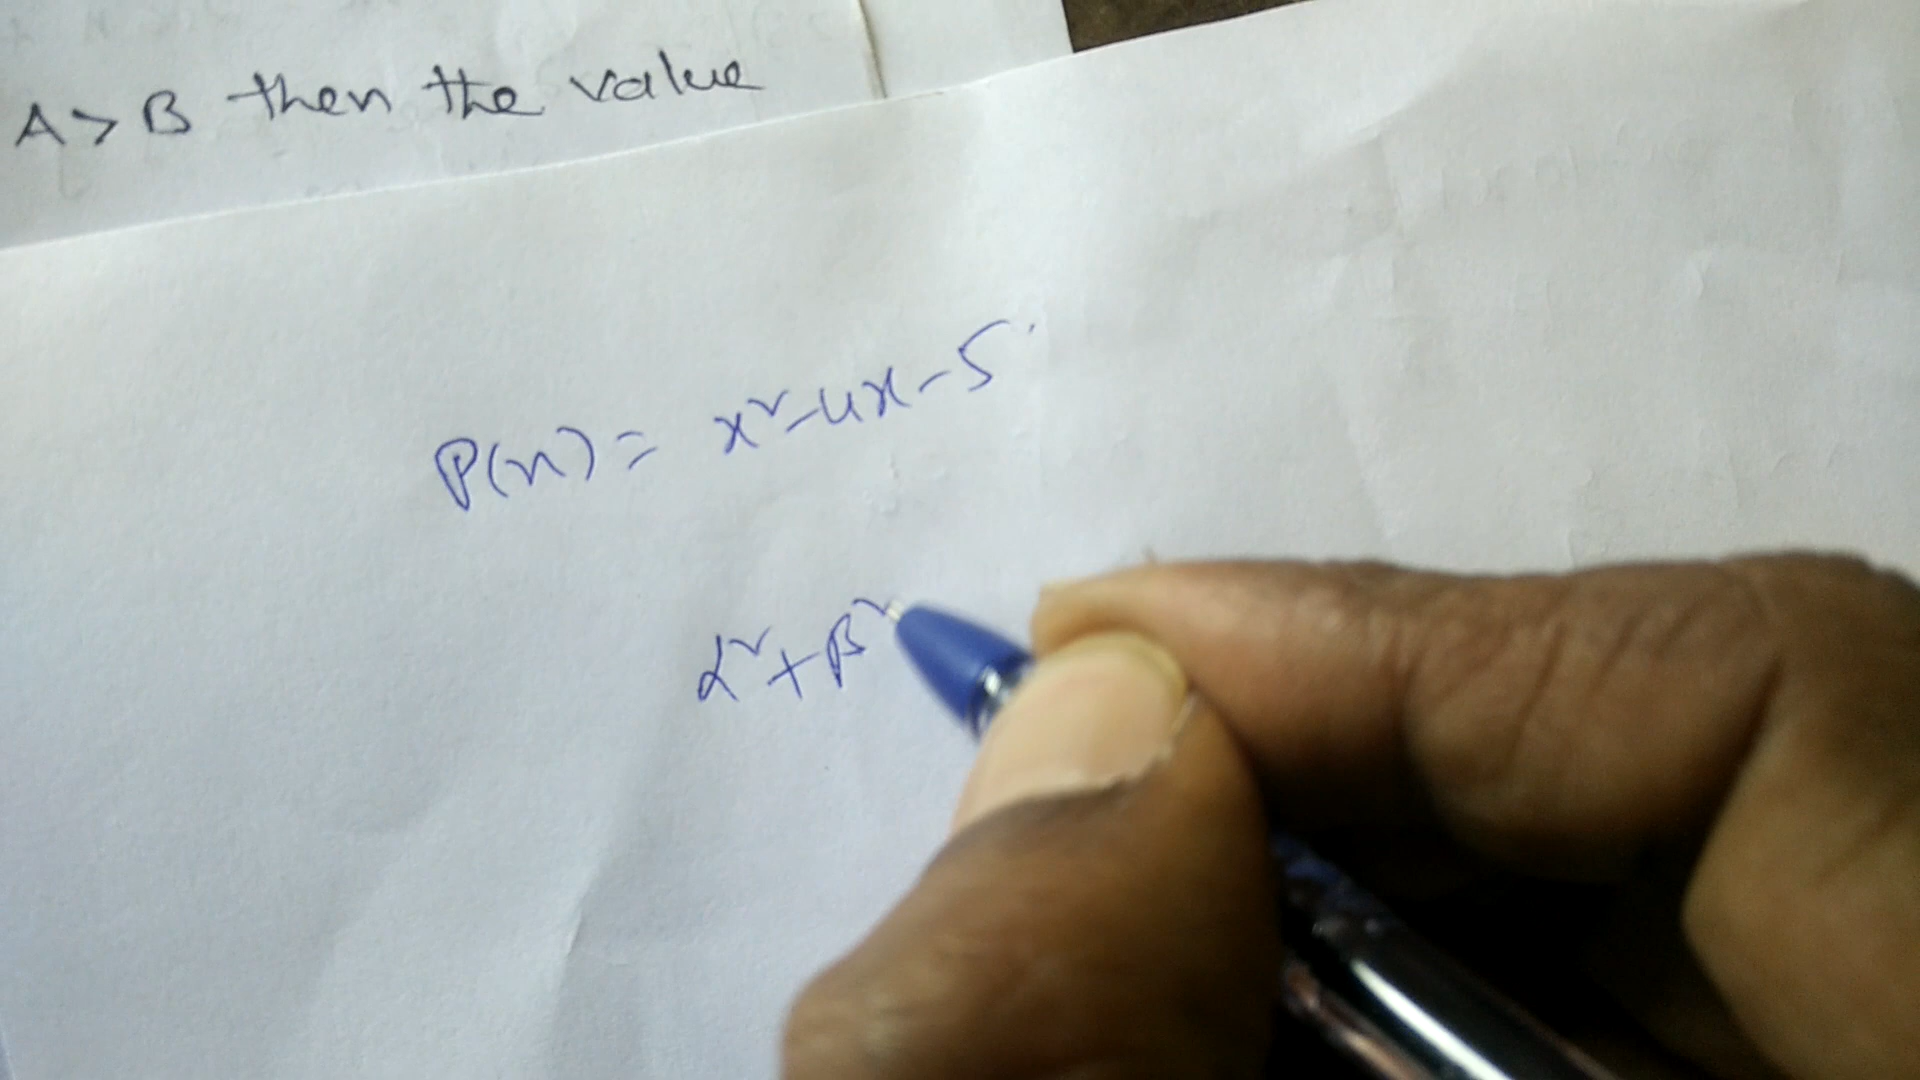 A > B then the value
P(x) = x² - 4x - 5
α² + β²